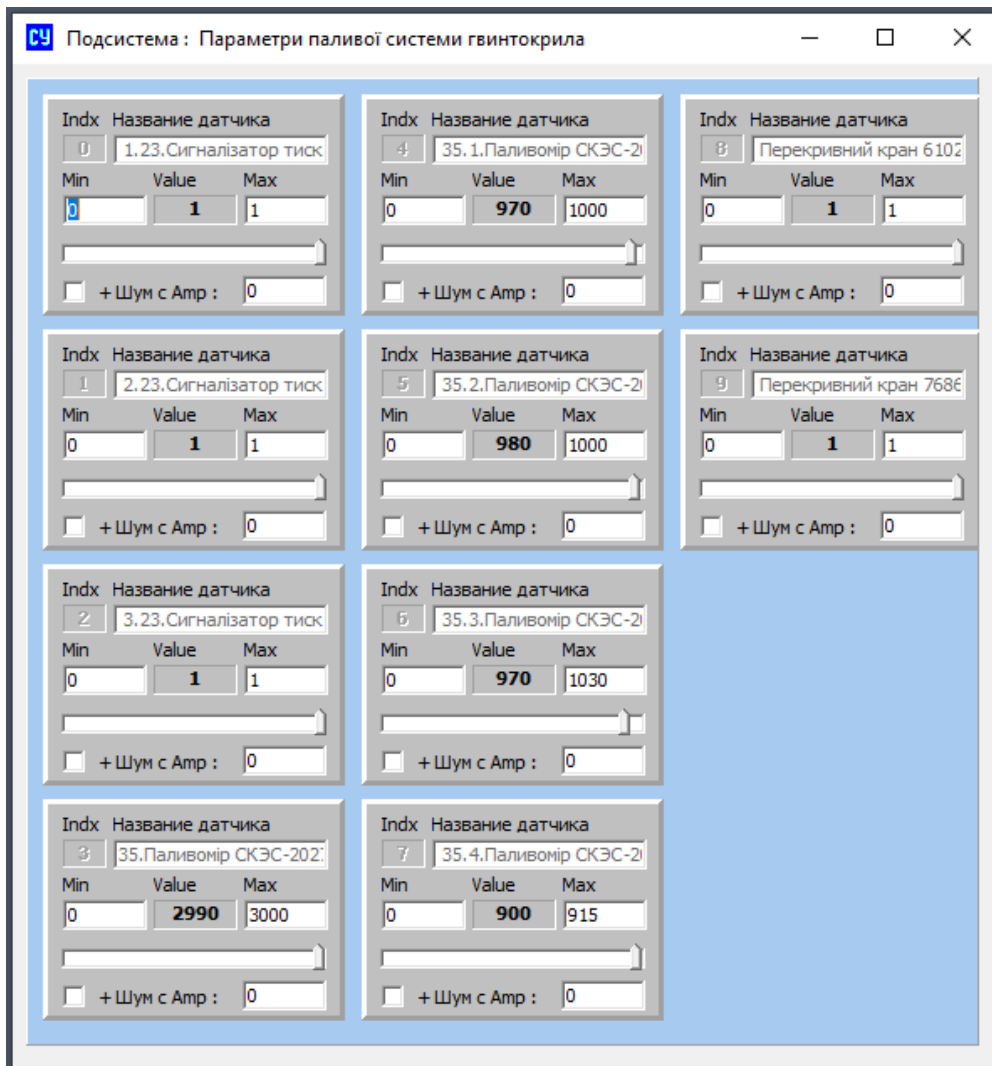 СУ Подсистема : Параметри паливої системи гвинтокрила
Indx Название датчика
0 1.23.Сигналізатор тиск
Min Value Max
0 1 1
+ Шум с Amp : 0
Indx Название датчика
1 2.23.Сигналізатор тиск
Min Value Max
0 1 1
+ Шум с Amp : 0
Indx Название датчика
2 3.23.Сигналізатор тиск
Min Value Max
0 1 1
+ Шум с Amp : 0
Indx Название датчика
3 35.Паливомір СКЭС-202
Min Value Max
0 2990 3000
+ Шум с Amp : 0
Indx Название датчика
4 35.1.Паливомір СКЭС-2
Min Value Max
0 970 1000
+ Шум с Amp : 0
Indx Название датчика
5 35.2.Паливомір СКЭС-2
Min Value Max
0 980 1000
+ Шум с Amp : 0
Indx Название датчика
6 35.3.Паливомір СКЭС-2
Min Value Max
0 970 1030
+ Шум с Amp : 0
Indx Название датчика
7 35.4.Паливомір СКЭС-2
Min Value Max
0 900 915
+ Шум с Amp : 0
Indx Название датчика
8 Перекривний кран 6102
Min Value Max
0 1 1
+ Шум с Amp : 0
Indx Название датчика
9 Перекривний кран 7686
Min Value Max
0 1 1
+ Шум с Amp : 0